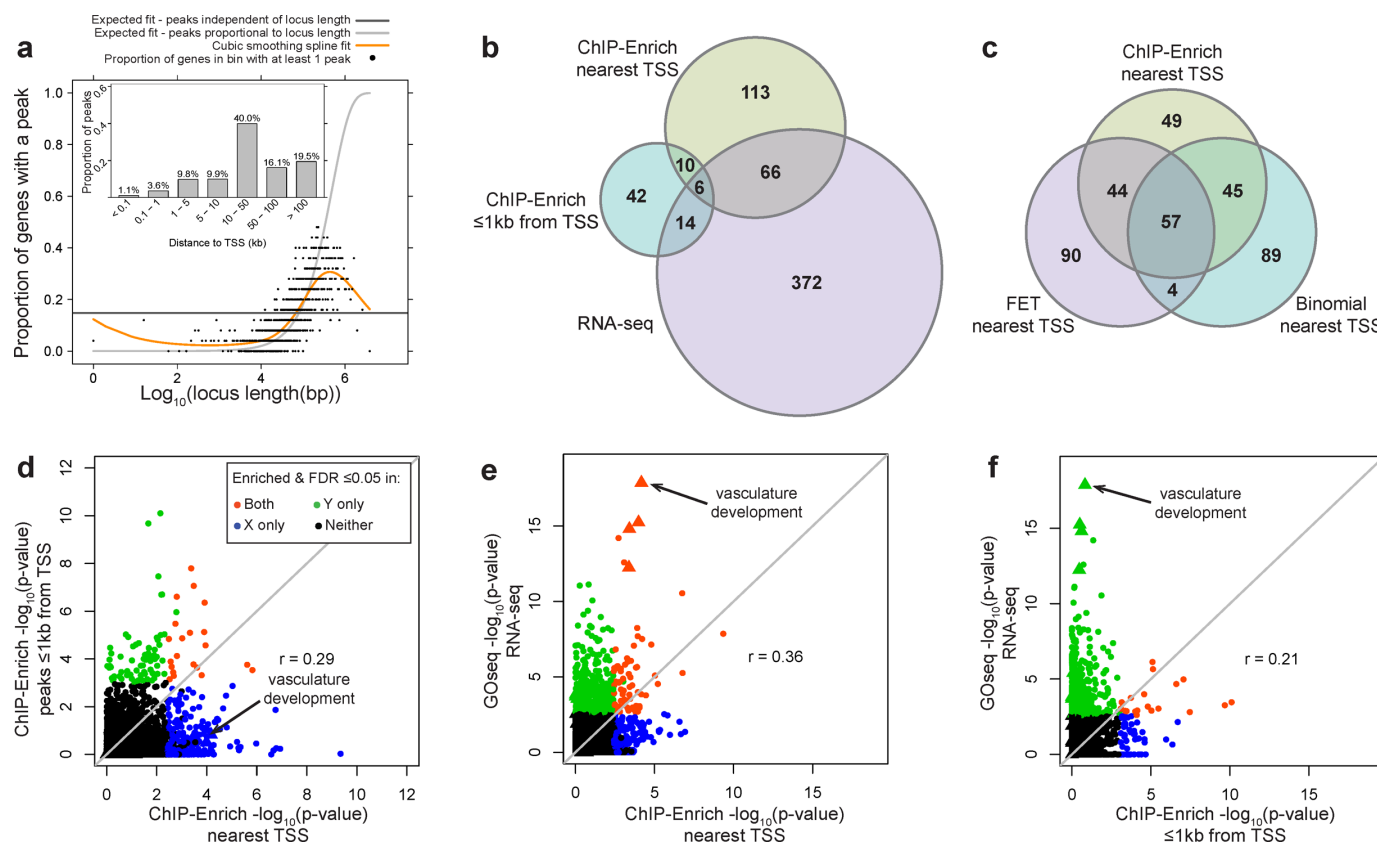 a
Expected fit - peaks independent of locus length
Expected fit - peaks proportional to locus length
Cubic smoothing spline fit
Proportion of genes in bin with at least 1 peak
Proportion of genes with a peak
1.0
0.8
0.6
0.4
0.2
0.0
0 2 4 6
Log10(locus length(bp))
Proportion of peaks
0.6
0.4
0.2
1.1%
3.6%
9.8%
9.9%
40.0%
16.1%
19.5%
< 0.1
0.1 – 1
1 – 5
5 – 10
10 – 50
50 – 100
> 100
Distance to TSS (kb)
b
ChIP-Enrich
nearest TSS
113
10
66
6
42
ChIP-Enrich
≤1kb from TSS
14
372
RNA-seq
c
ChIP-Enrich
nearest TSS
49
44
45
57
90
89
4
FET
nearest TSS
Binomial
nearest TSS
d
ChIP-Enrich -log10(p-value)
peaks ≤1kb from TSS
12
10
8
6
4
2
0
Enriched & FDR ≤0.05 in:
Both
Y only
X only
Neither
r = 0.29
vasculature
development
0 2 4 6 8 10 12
ChIP-Enrich -log10(p-value)
nearest TSS
e
GOseq -log10(p-value)
RNA-seq
15
10
5
0
vasculature
development
r = 0.36
0 5 10 15
ChIP-Enrich -log10(p-value)
nearest TSS
f
GOseq -log10(p-value)
RNA-seq
15
10
5
0
vasculature
development
r = 0.21
0 5 10 15
ChIP-Enrich -log10(p-value)
≤1kb from TSS